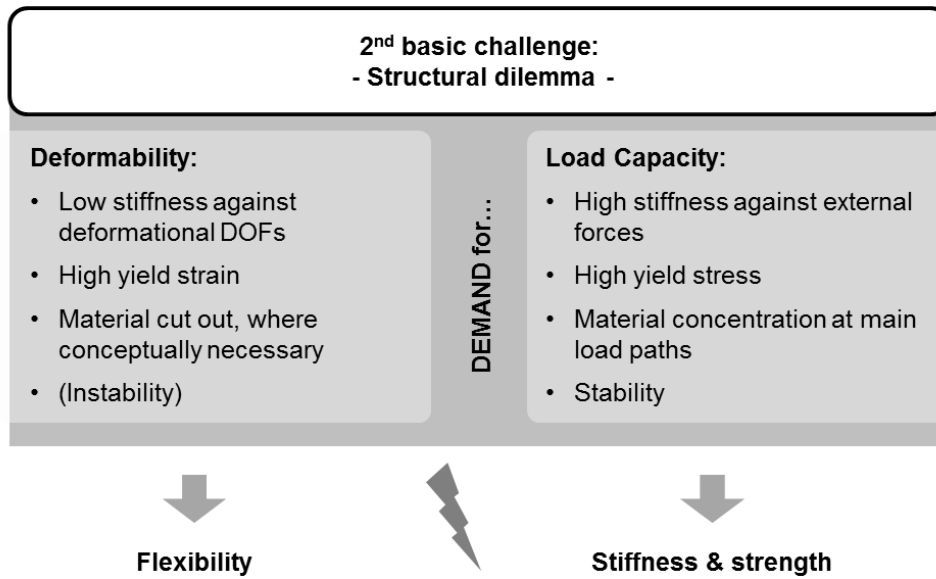 2nd basic challenge:
- Structural dilemma -
Deformability:
• Low stiffness against
deformational DOFs
• High yield strain
• Material cut out, where
conceptually necessary
• (Instability)
DEMAND for...
Load Capacity:
• High stiffness against external
forces
• High yield stress
• Material concentration at main
load paths
• Stability
Flexibility
Stiffness & strength